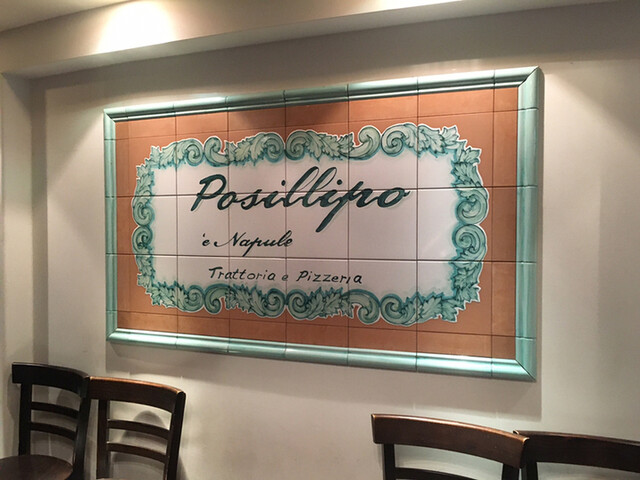 Posillipo
'e Napule
Trattoria e Pizzeria